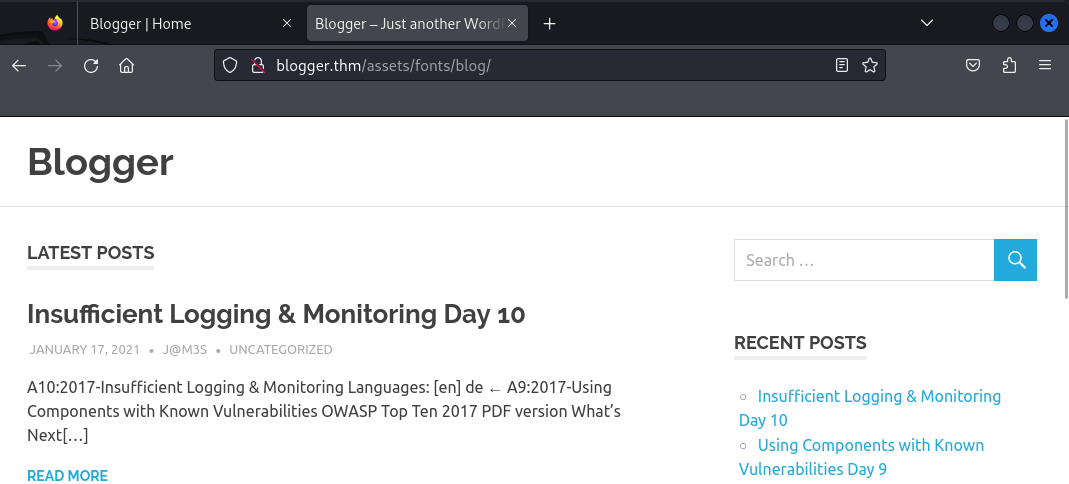 Blogger | Home
Blogger – Just another Word
blogger.thm/assets/fonts/blog/
Blogger
LATEST POSTS
Insufficient Logging & Monitoring Day 10
JANUARY 17, 2021 • J@M3S • UNCATEGORIZED
A10:2017-Insufficient Logging & Monitoring Languages: [en] de ← A9:2017-Using
Components with Known Vulnerabilities OWASP Top Ten 2017 PDF version What’s
Next[…]
READ MORE
Search …
RECENT POSTS
Insufficient Logging & Monitoring
Day 10
Using Components with Known
Vulnerabilities Day 9